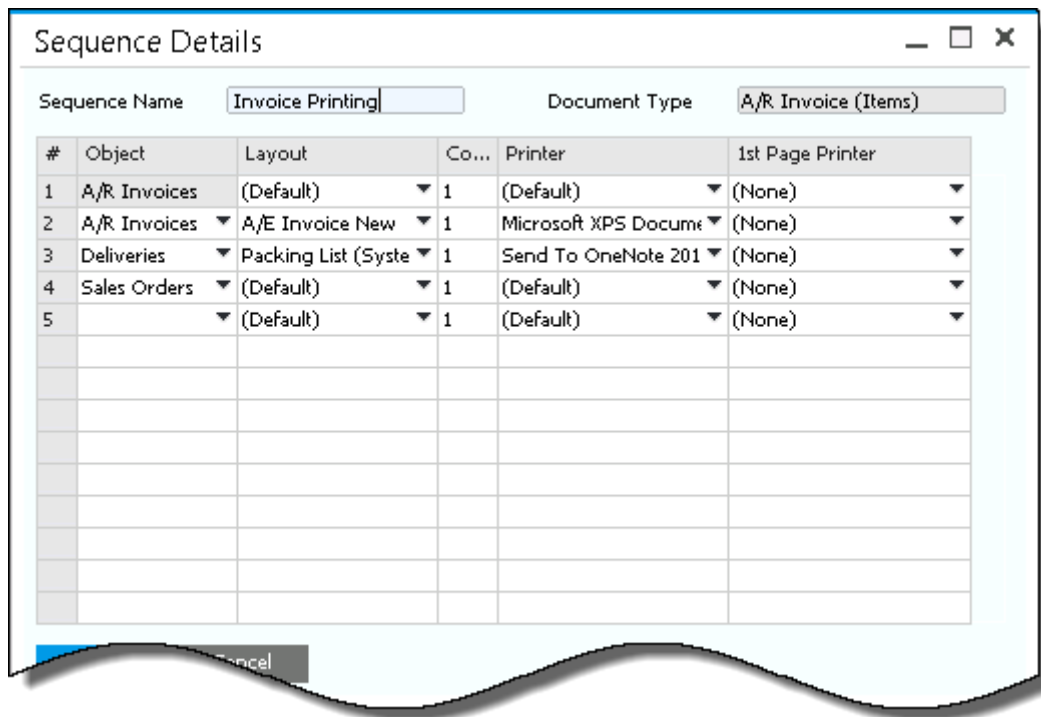 Sequence Details
Sequence Name Invoice Printing Document Type A/R Invoice (Items)
# Object Layout Co... Printer 1st Page Printer
1 A/R Invoices (Default) 1 (Default) (None)
2 A/R Invoices A/E Invoice New 1 Microsoft XPS Docume (None)
3 Deliveries Packing List (Syste 1 Send To OneNote 201 (None)
4 Sales Orders (Default) 1 (Default) (None)
5 (Default) 1 (Default) (None)
Cancel